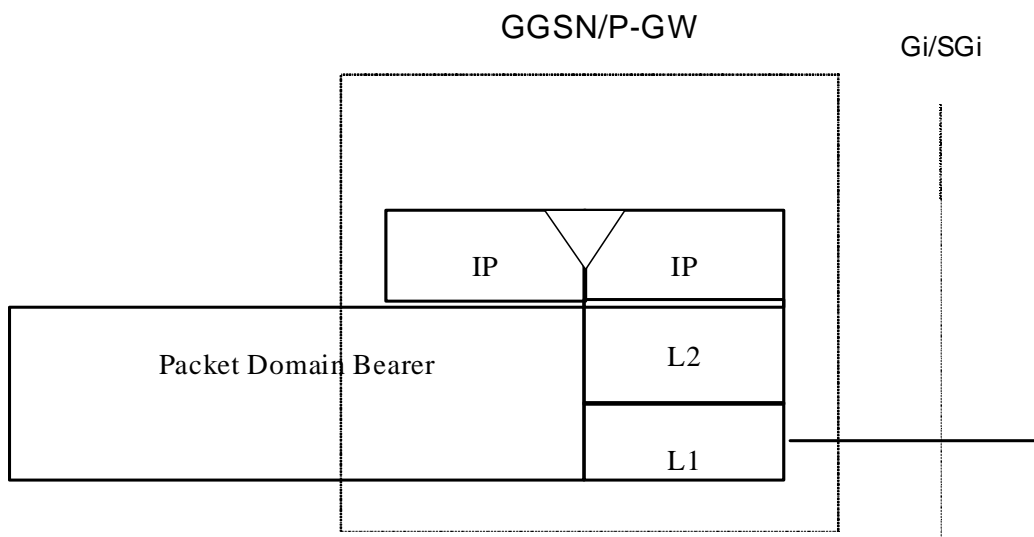 GGSN/P-GW
Gi/SGi
IP
IP
Packet Domain Bearer
L2
L1